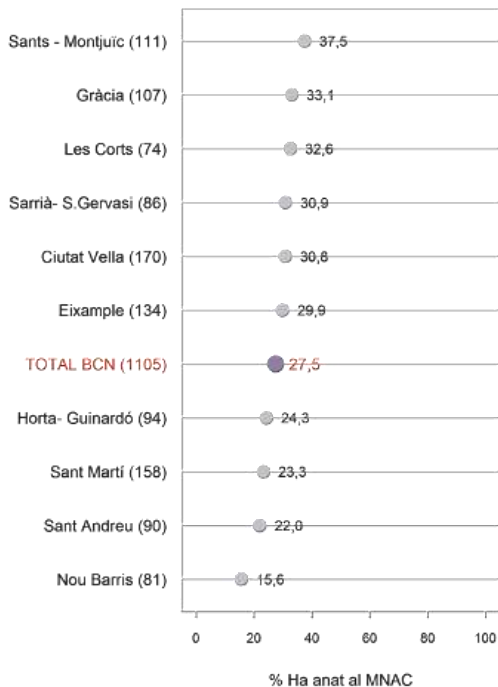 Sants - Montjuïc (111) 37,5
Gràcia (107) 33,1
Les Corts (74) 32,6
Sarrià- S.Gervasi (86) 30,9
Ciutat Vella (170) 30,8
Eixample (134) 29,9
TOTAL BCN (1105) 27,5
Horta- Guinardó (94) 24,3
Sant Martí (158) 23,3
Sant Andreu (90) 22,0
Nou Barris (81) 15,6
0 20 40 60 80 100
% Ha anat al MNAC